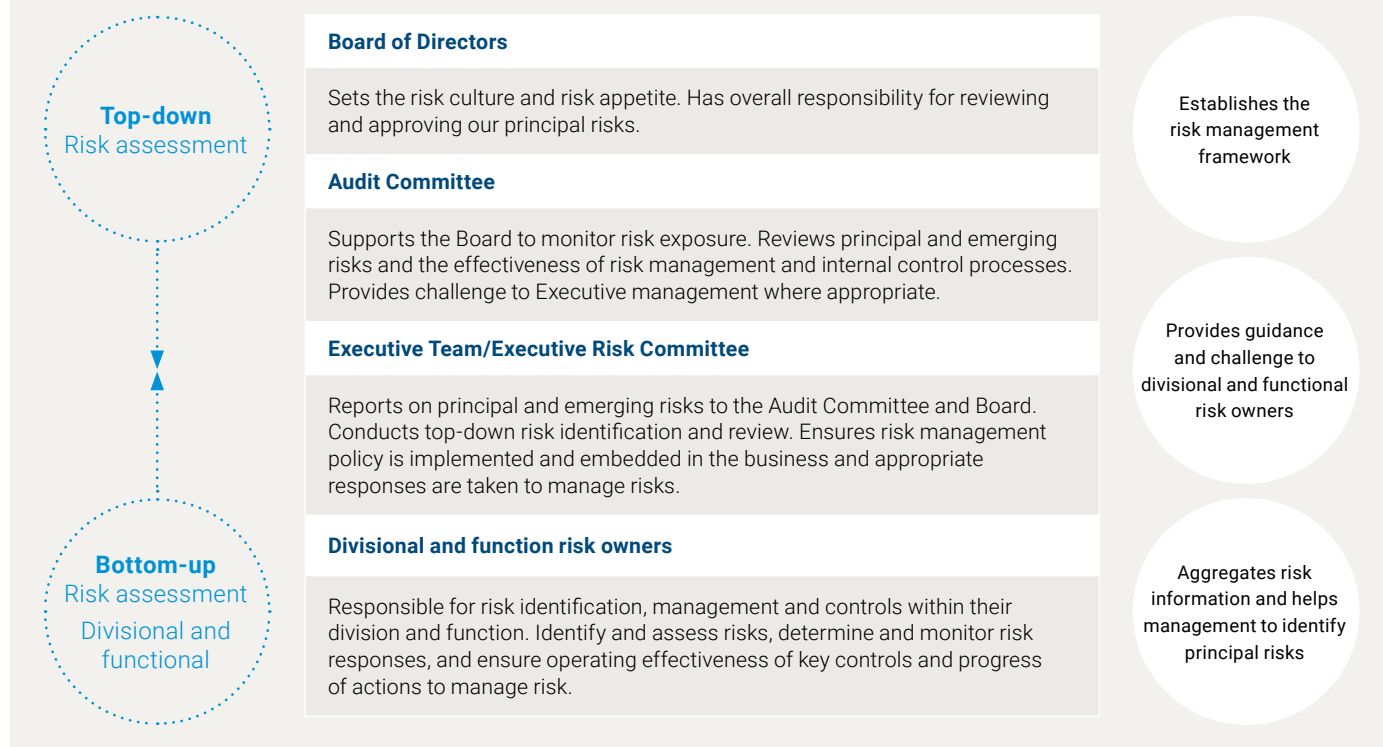 Top-down
Risk assessment
Bottom-up
Risk assessment
Divisional and
functional
Board of Directors
Sets the risk culture and risk appetite. Has overall responsibility for reviewing
and approving our principal risks.
Audit Committee
Supports the Board to monitor risk exposure. Reviews principal and emerging
risks and the effectiveness of risk management and internal control processes.
Provides challenge to Executive management where appropriate.
Executive Team/Executive Risk Committee
Reports on principal and emerging risks to the Audit Committee and Board.
Conducts top-down risk identification and review. Ensures risk management
policy is implemented and embedded in the business and appropriate
responses are taken to manage risks.
Divisional and function risk owners
Responsible for risk identification, management and controls within their
division and function. Identify and assess risks, determine and monitor risk
responses, and ensure operating effectiveness of key controls and progress
of actions to manage risk.
Establishes the
risk management
framework
Provides guidance
and challenge to
divisional and functional
risk owners
Aggregates risk
information and helps
management to identify
principal risks